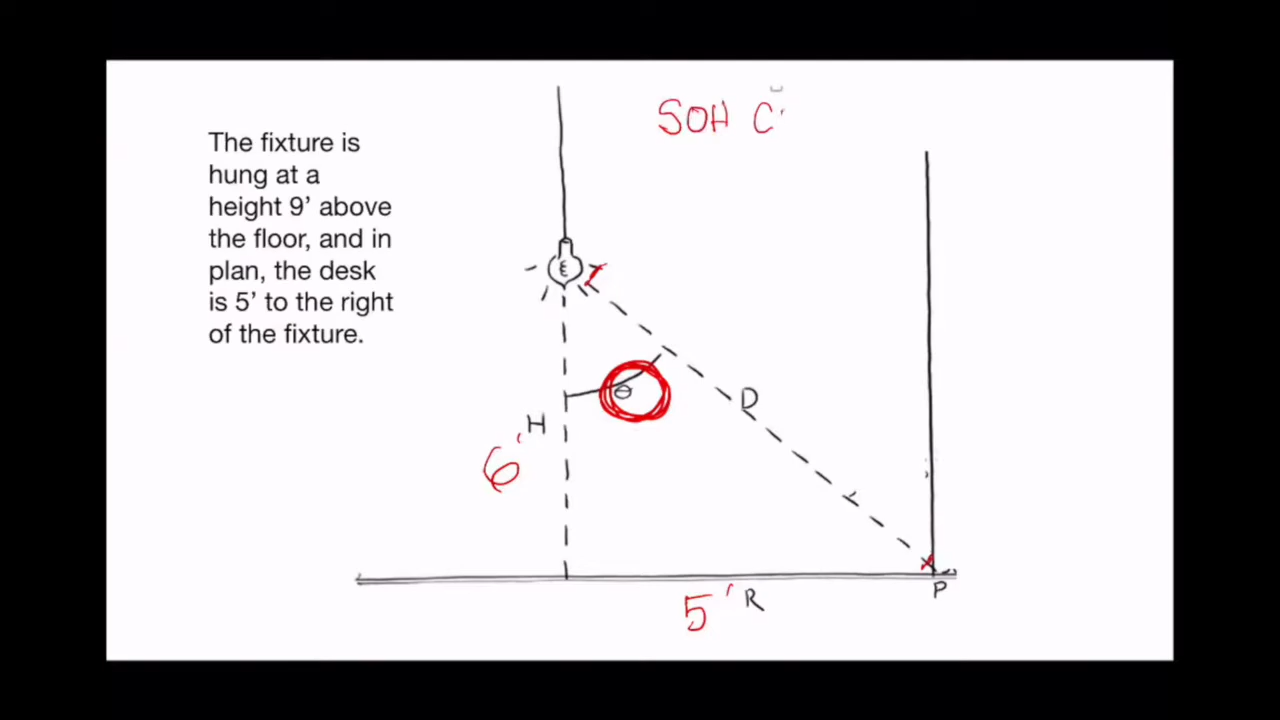 SOH C
The fixture is
hung at a
height 9’ above
the floor, and in
plan, the desk
is 5’ to the right
of the fixture.
θ
D
H
6'
5' R
P